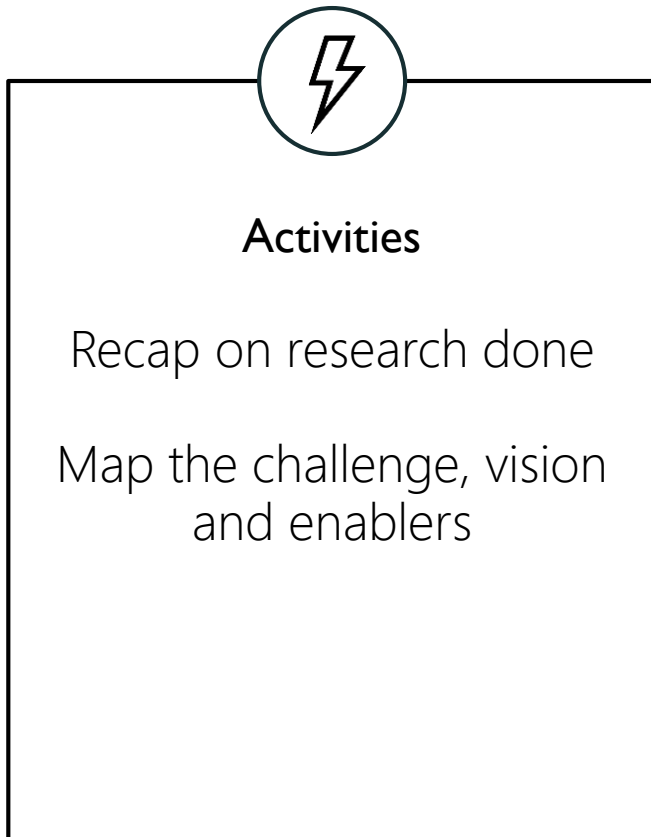 Activities
Recap on research done
Map the challenge, vision
and enablers